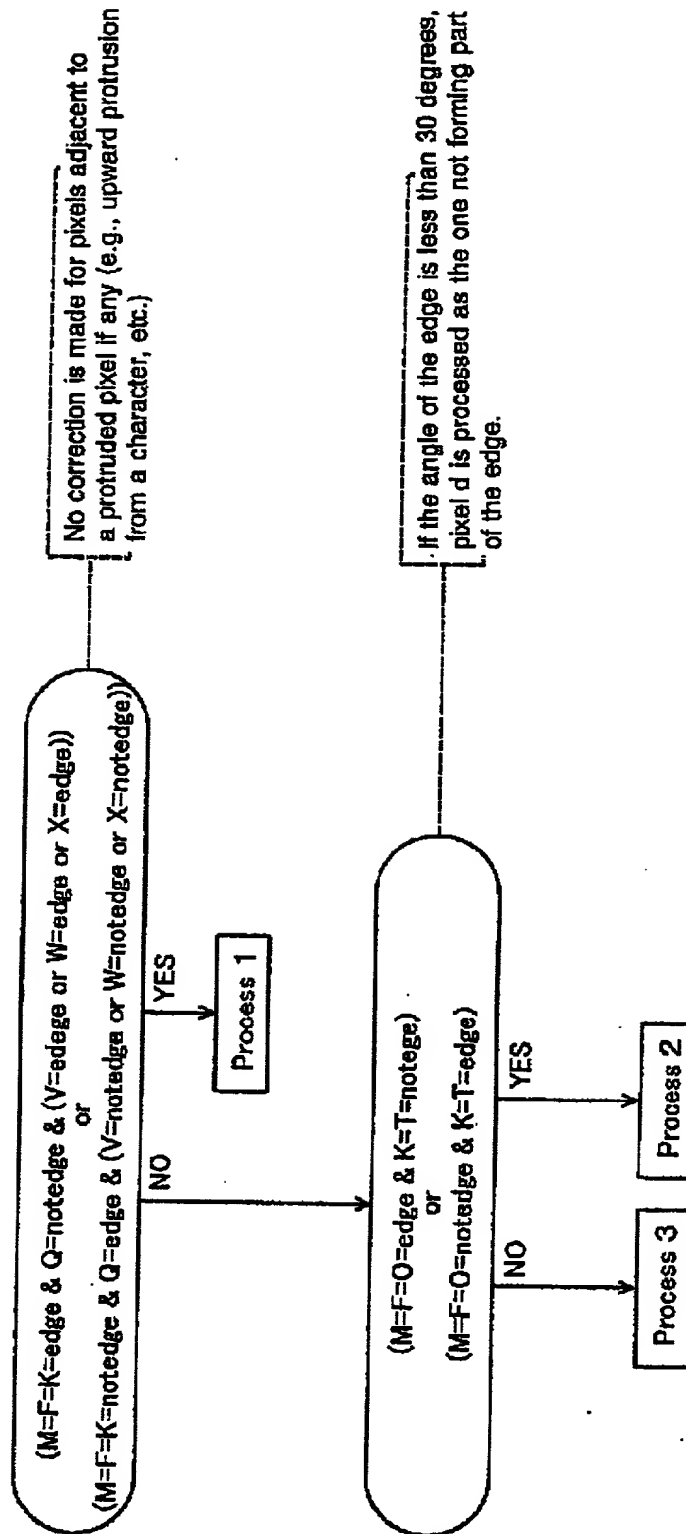 (M=F=K=edge & Q=notedge & (V=edege or W=edge or X=edge))
or
(M=F=K=notedge & Q=edge & (V=notedge or W=notedge or X=notedge))
No correction is made for pixels adjacent to
a protruded pixel if any (e.g., upward protrusion
from a character, etc.)
YES
Process 1
NO
(M=F=O=edge & K=T=notege)
or
(M=F=O=notedge & K=T=edge)
If the angle of the edge is less than 30 degrees,
pixel d is processed as the one not forming part
of the edge.
YES
Process 2
NO
Process 3